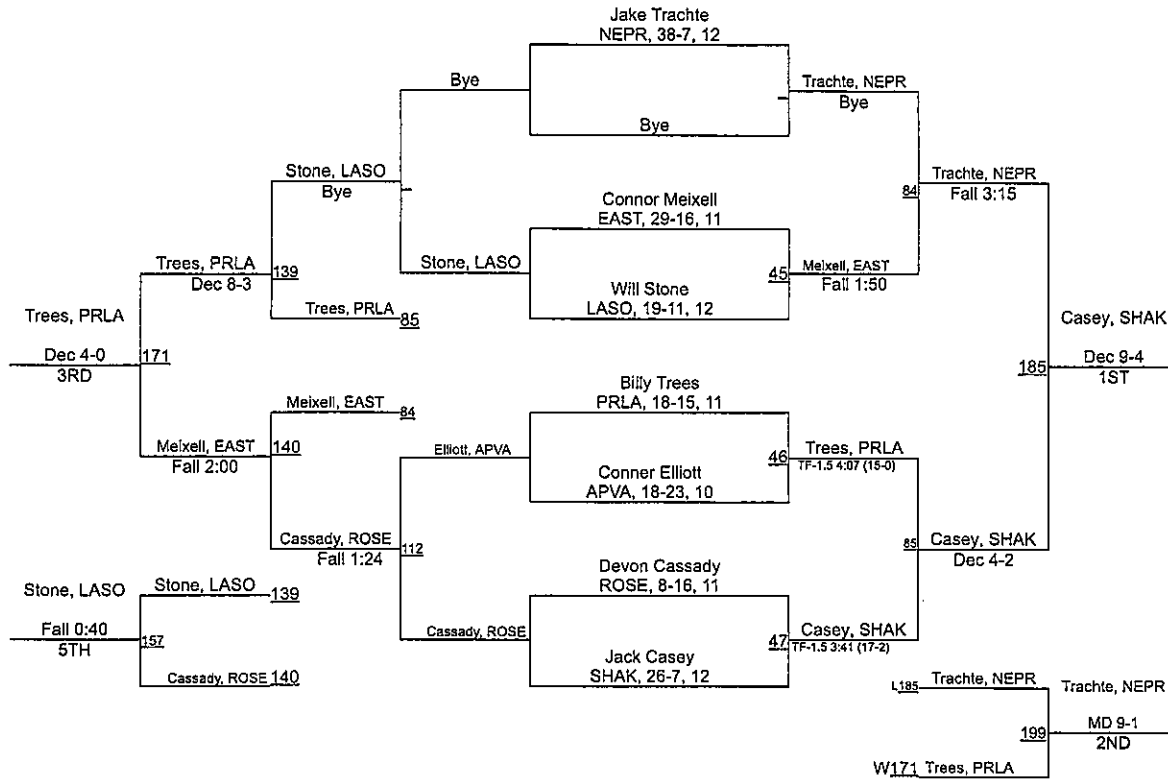 Jake Trachte
NEPR, 38-7, 12
Bye
Trachte, NEPR
Bye
Bye
Stone, LASO
Bye
Trachte, NEPR
84
Fall 3:15
Connor Meixell
EAST, 29-16, 11
Stone, LASO
45
Meixell, EAST
Fall 1:50
Trees, PRLA
139
Dec 8-3
Will Stone
LASO, 19-11, 12
Trees, PRLA
85
Trees, PRLA
Casey, SHAK
Dec 4-0
171
3RD
185
Dec 9-4
1ST
Billy Trees
PRLA, 18-15, 11
Meixell, EAST
84
Meixell, EAST
140
Fall 2:00
Elliott, APVA
46
Trees, PRLA
TF-1.5 4:07 (15-0)
Conner Elliott
APVA, 18-23, 10
Cassady, ROSE
112
Fall 1:24
85
Casey, SHAK
Dec 4-2
Devon Cassady
ROSE, 8-16, 11
Stone, LASO
Stone, LASO
139
Fall 0:40
157
5TH
Cassady, ROSE
47
Casey, SHAK
TF-1.5 3:41 (17-2)
Jack Casey
SHAK, 26-7, 12
Cassady, ROSE
140
L185
Trachte, NEPR
Trachte, NEPR
199
MD 9-1
2ND
W171
Trees, PRLA